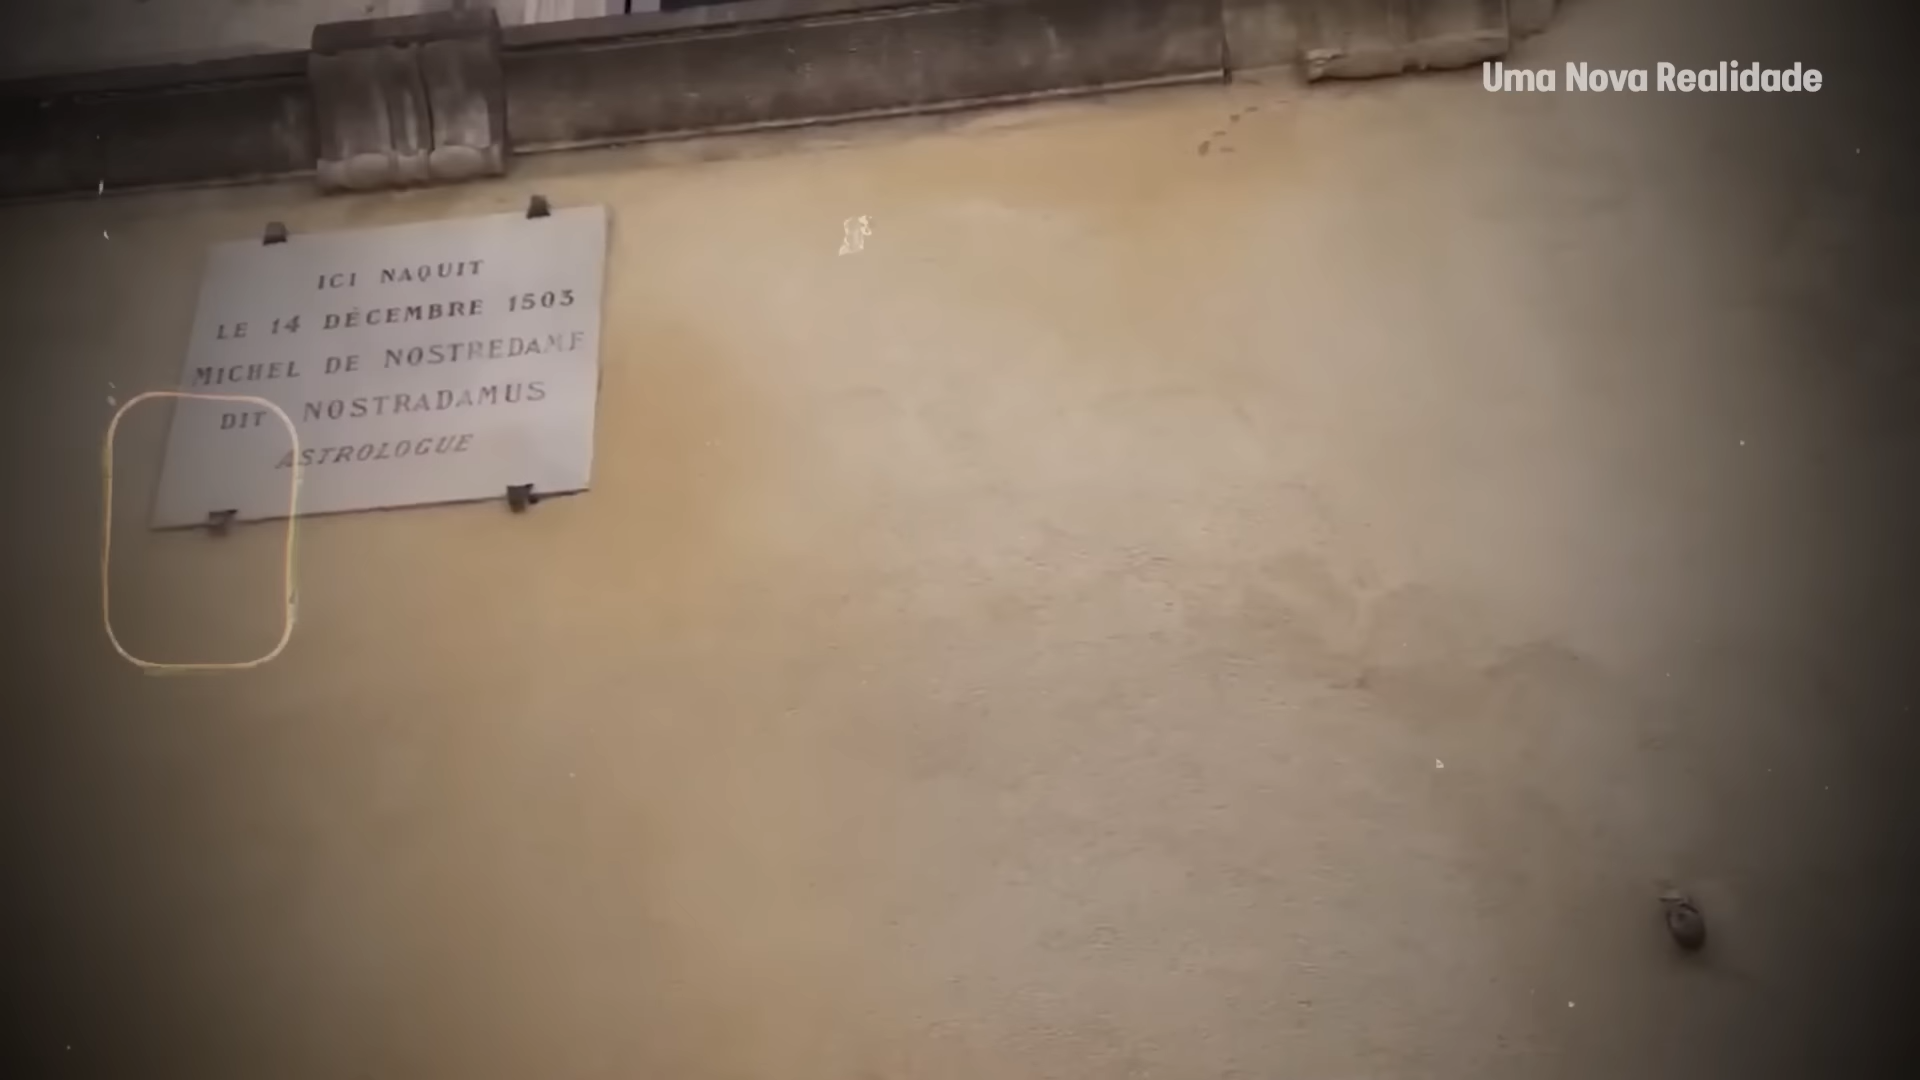 Uma Nova Realidade
ICI NAQUIT
LE 14 DÉCEMBRE 1503
MICHEL DE NOSTREDAME
DIT NOSTRADAMUS
ASTROLOGUE